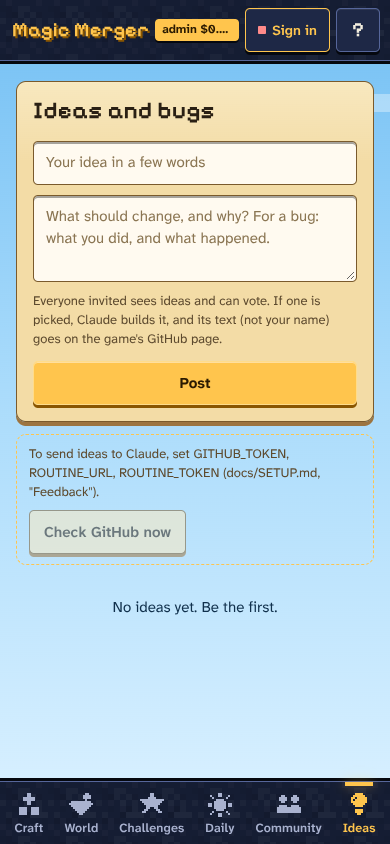 Magic Merger
admin $0....
Sign in
?
Ideas and bugs
Your idea in a few words
What should change, and why? For a bug:
what you did, and what happened.
Everyone invited sees ideas and can vote. If one is
picked, Claude builds it, and its text (not your name)
goes on the game's GitHub page.
Post
To send ideas to Claude, set GITHUB_TOKEN,
ROUTINE_URL, ROUTINE_TOKEN (docs/SETUP.md,
"Feedback").
Check GitHub now
No ideas yet. Be the first.
Craft
World
Challenges
Daily
Community
Ideas